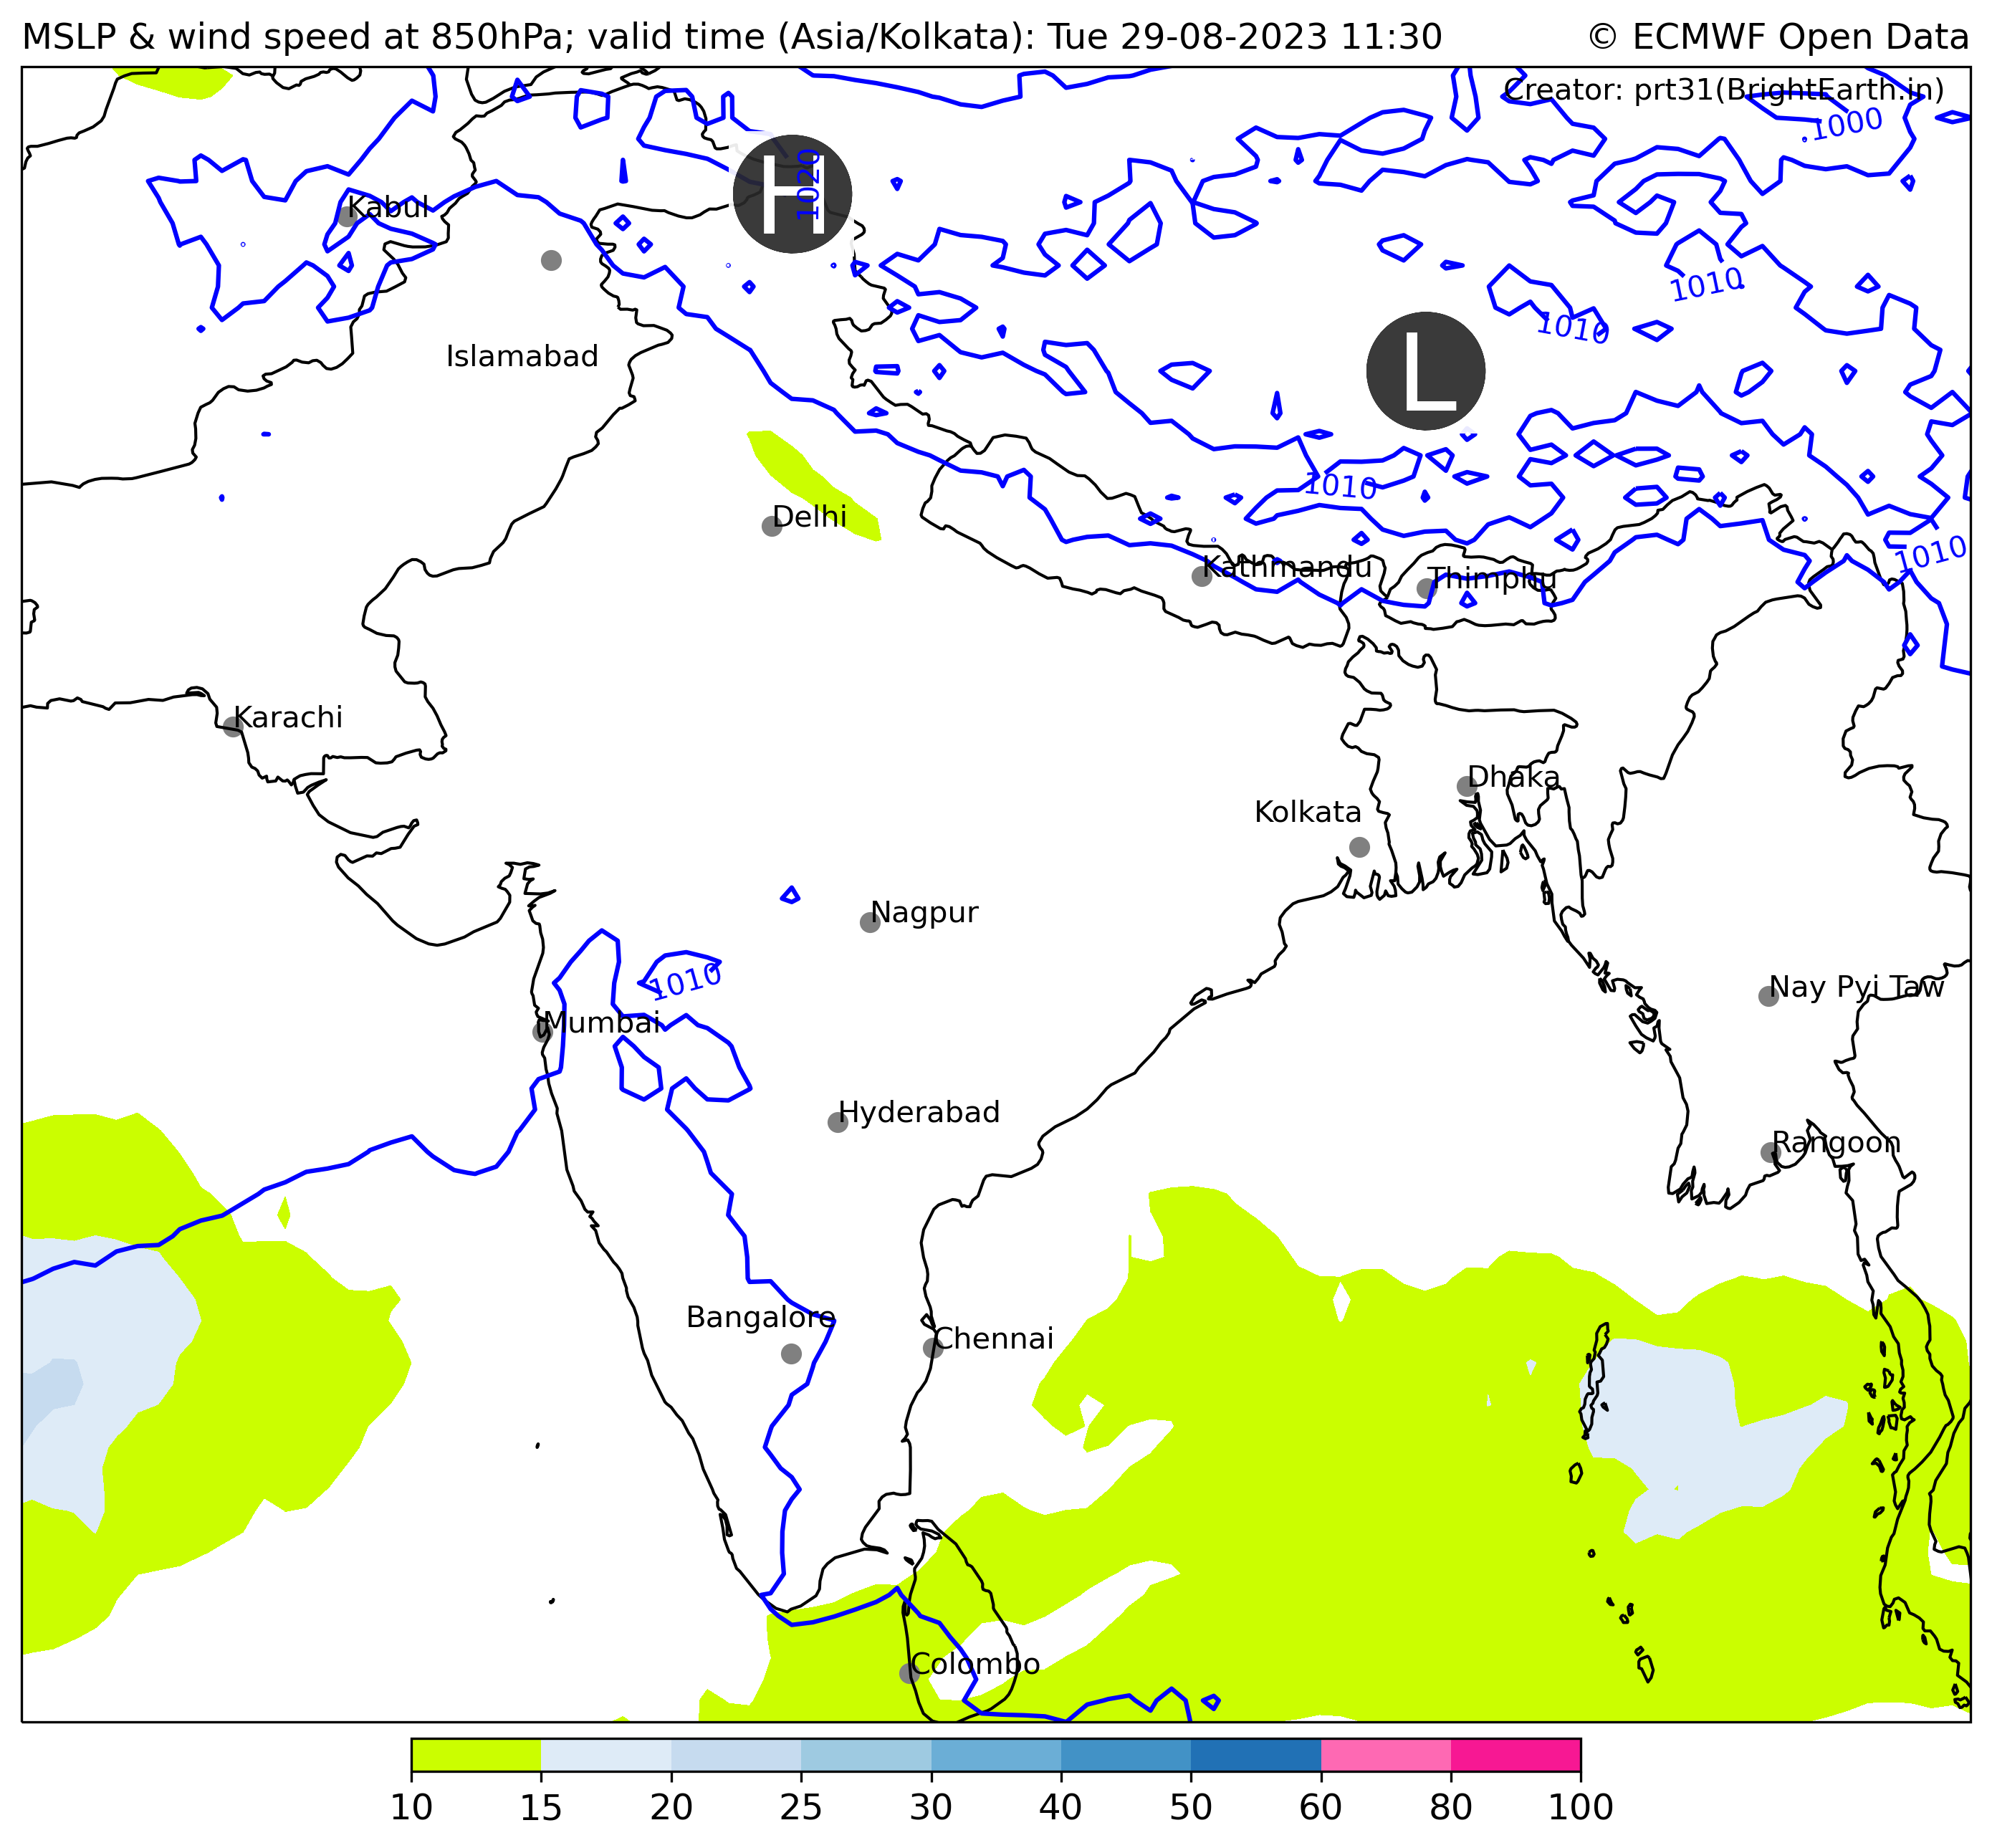 MSLP & wind speed at 850hPa; valid time (Asia/Kolkata): Tue 29-08-2023 11:30
© ECMWF Open Data
Creator: prt31(BrightEarth.in)
1000
H
1020
Kabul
1010
1010
L
Islamabad
1010
Delhi
1010
Kathmandu
Thimphu
Karachi
Dhaka
Kolkata
Nagpur
1010
Nay Pyi Taw
Mumbai
Hyderabad
Rangoon
Bangalore
Chennai
Colombo
10 15 20 25 30 40 50 60 80 100